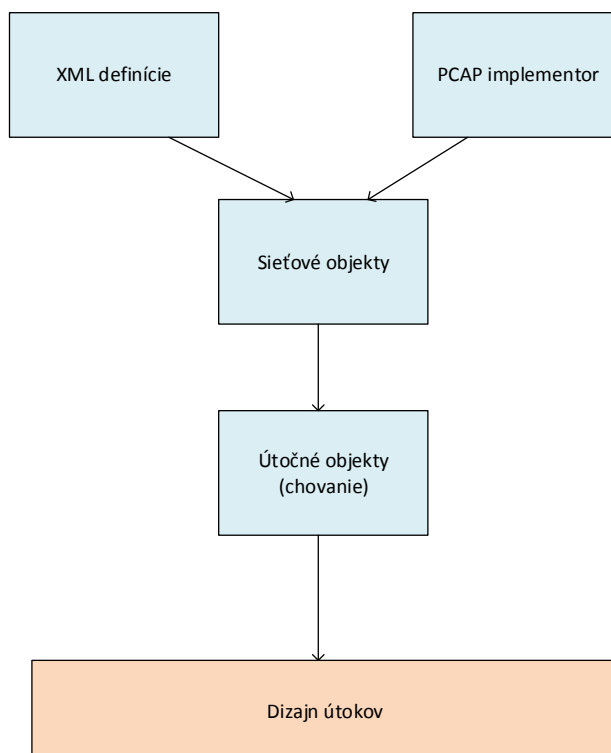 XML definície
PCAP implementor
Sieťové objekty
Útočné objekty
(chovanie)
Dizajn útokov